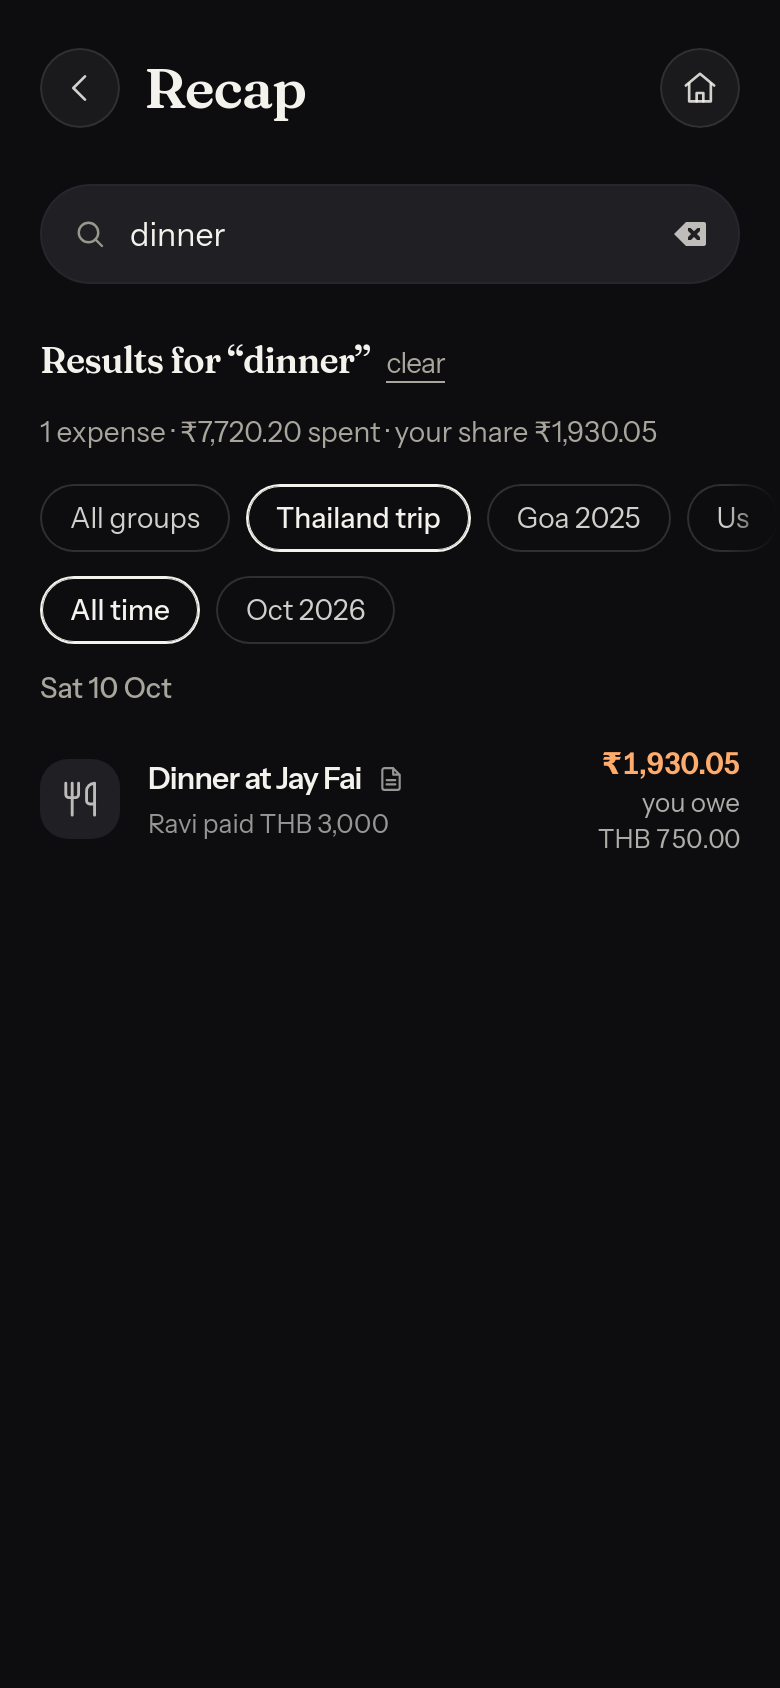 Recap
dinner
Results for “dinner” clear
1 expense · ₹7,720.20 spent · your share ₹1,930.05
All groups Thailand trip Goa 2025 Us
All time Oct 2026
Sat 10 Oct
Dinner at Jay Fai ₹1,930.05
Ravi paid THB 3,000 you owe
THB 750.00